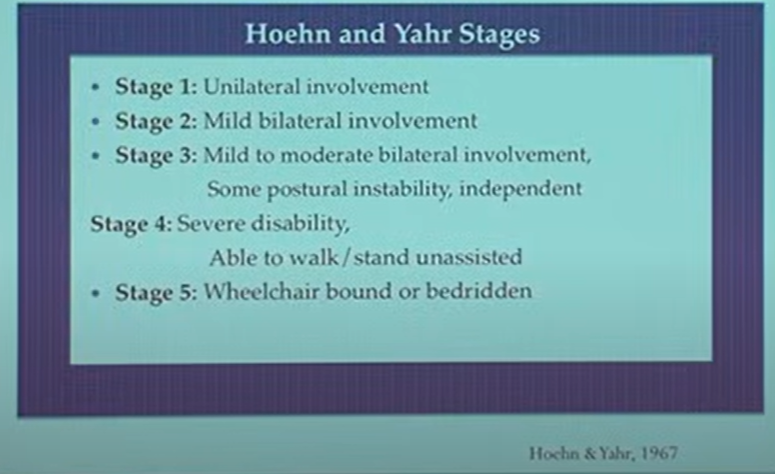 Hoehn and Yahr Stages
• Stage 1: Unilateral involvement
• Stage 2: Mild bilateral involvement
• Stage 3: Mild to moderate bilateral involvement,
Some postural instability, independent
Stage 4: Severe disability,
Able to walk/stand unassisted
• Stage 5: Wheelchair bound or bedridden
Hoehn & Yahr, 1967